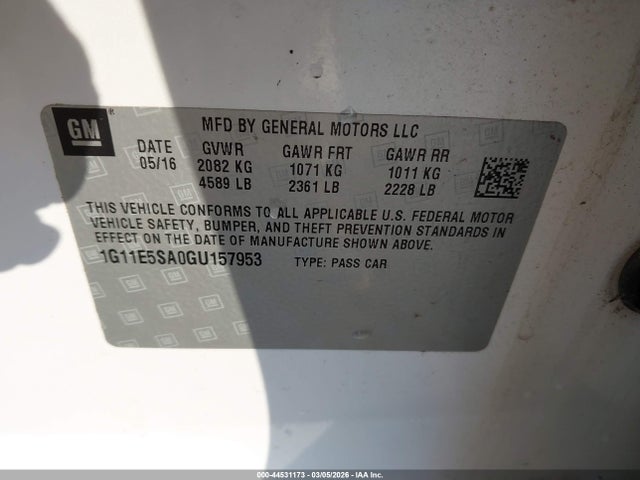 GM
MFD BY GENERAL MOTORS LLC
DATE GVWR GAWR FRT GAWR RR
05/16 2082 KG 1071 KG 1011 KG
4589 LB 2361 LB 2228 LB
THIS VEHICLE CONFORMS TO ALL APPLICABLE U.S. FEDERAL MOTOR
VEHICLE SAFETY, BUMPER, AND THEFT PREVENTION STANDARDS IN
EFFECT ON THE DATE OF MANUFACTURE SHOWN ABOVE.
1G11E5SA0GU157953 TYPE: PASS CAR
000-44531173 - 03/05/2026 - IAA Inc.